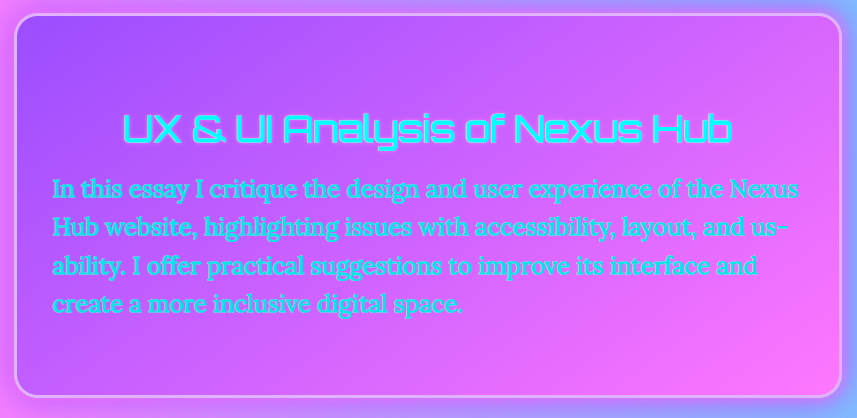 UX & UI Analysis of Nexus Hub
In this essay I critique the design and user experience of the Nexus
Hub website, highlighting issues with accessibility, layout, and us-
ability. I offer practical suggestions to improve its interface and
create a more inclusive digital space.